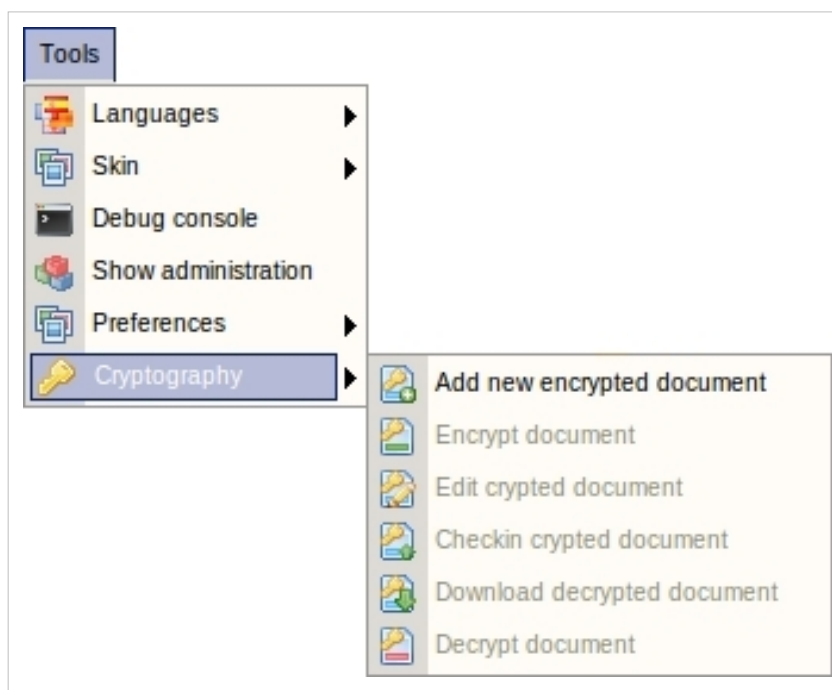 Tools
Languages
Skin
Debug console
Show administration
Preferences
Cryptography
Add new encrypted document
Encrypt document
Edit crypted document
Checkin crypted document
Download decrypted document
Decrypt document